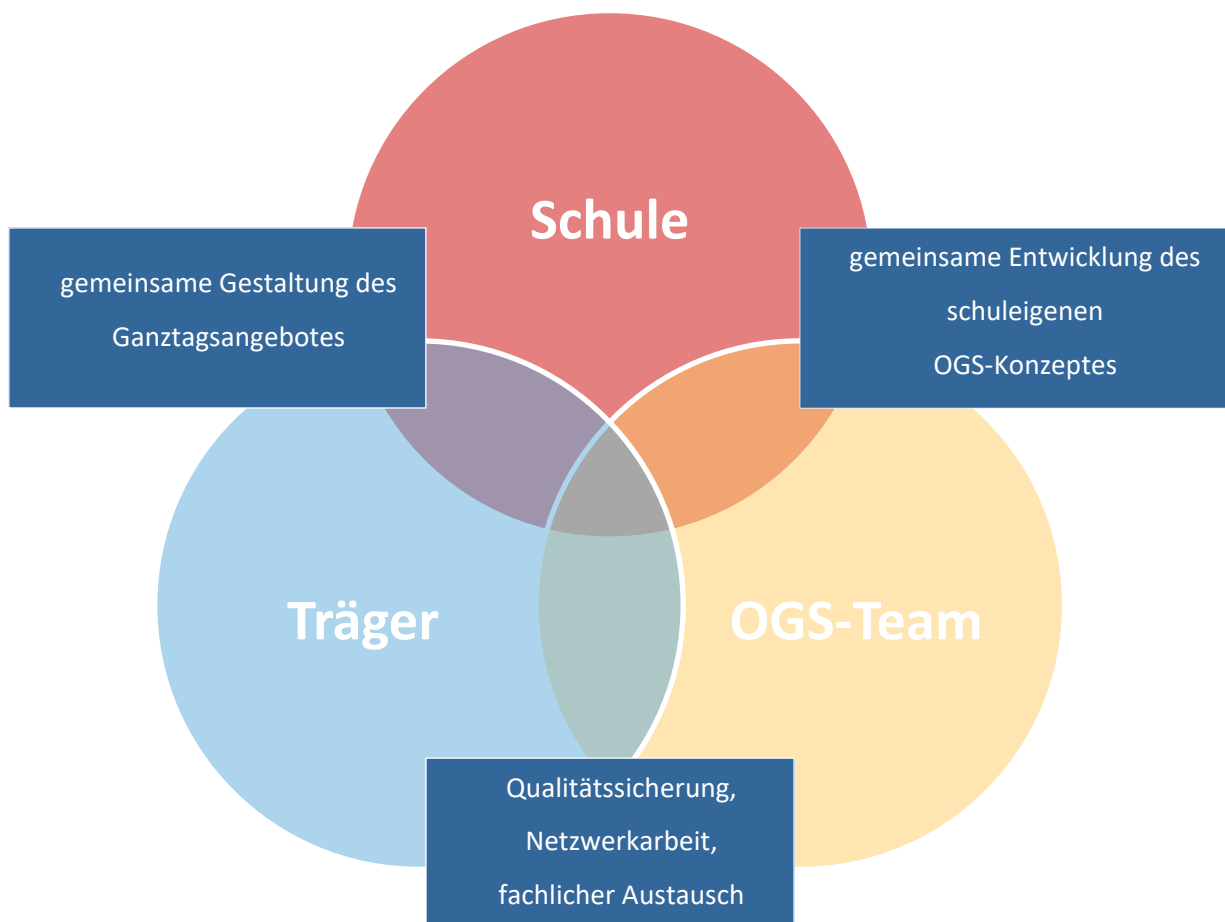 Schule
gemeinsame Gestaltung des
Ganztagsangebotes
gemeinsame Entwicklung des
schuleigenen
OGS-Konzeptes
Träger
OGS-Team
Qualitätssicherung,
Netzwerkarbeit,
fachlicher Austausch